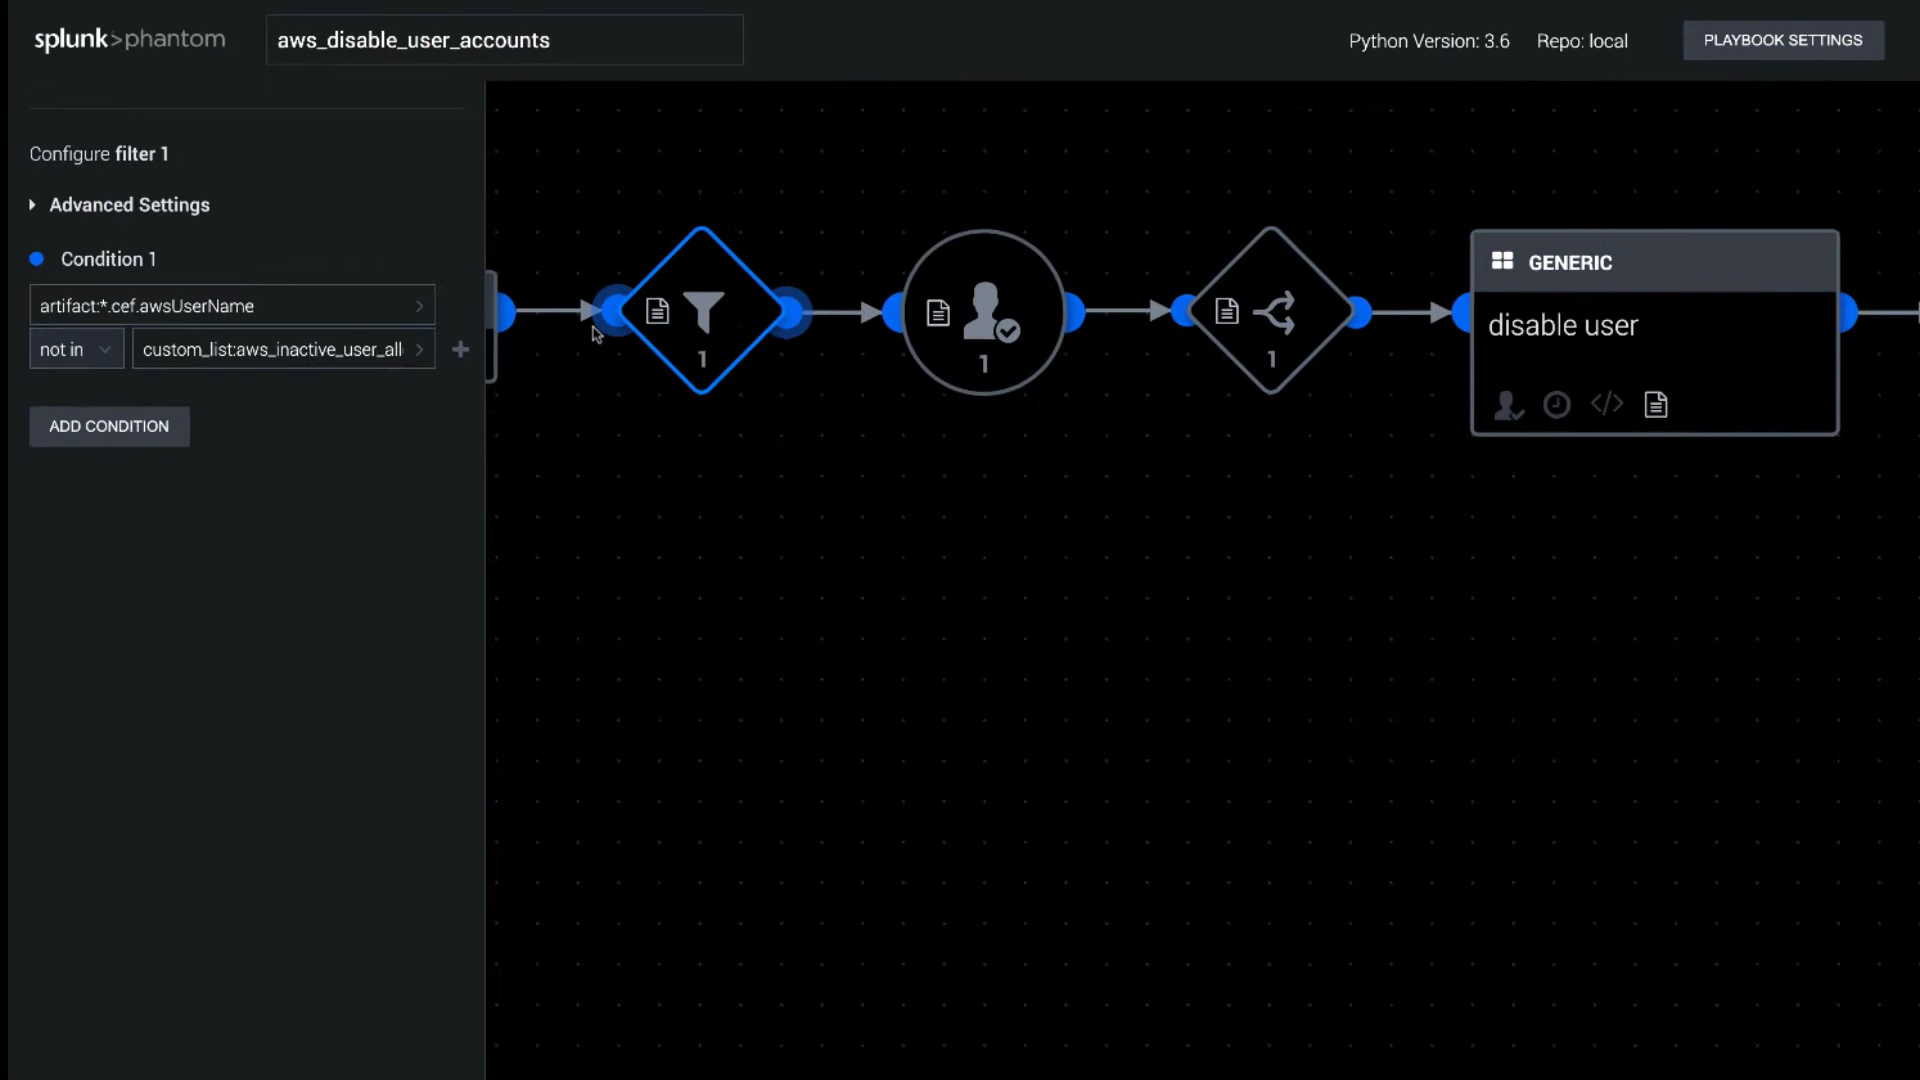 splunk>phantom
aws_disable_user_accounts
Python Version: 3.6
Repo: local
PLAYBOOK SETTINGS
Configure filter 1
Advanced Settings
Condition 1
artifact:*.cef.awsUserName
not in
custom_list:aws_inactive_user_all
ADD CONDITION
1
1
1
GENERIC
disable user